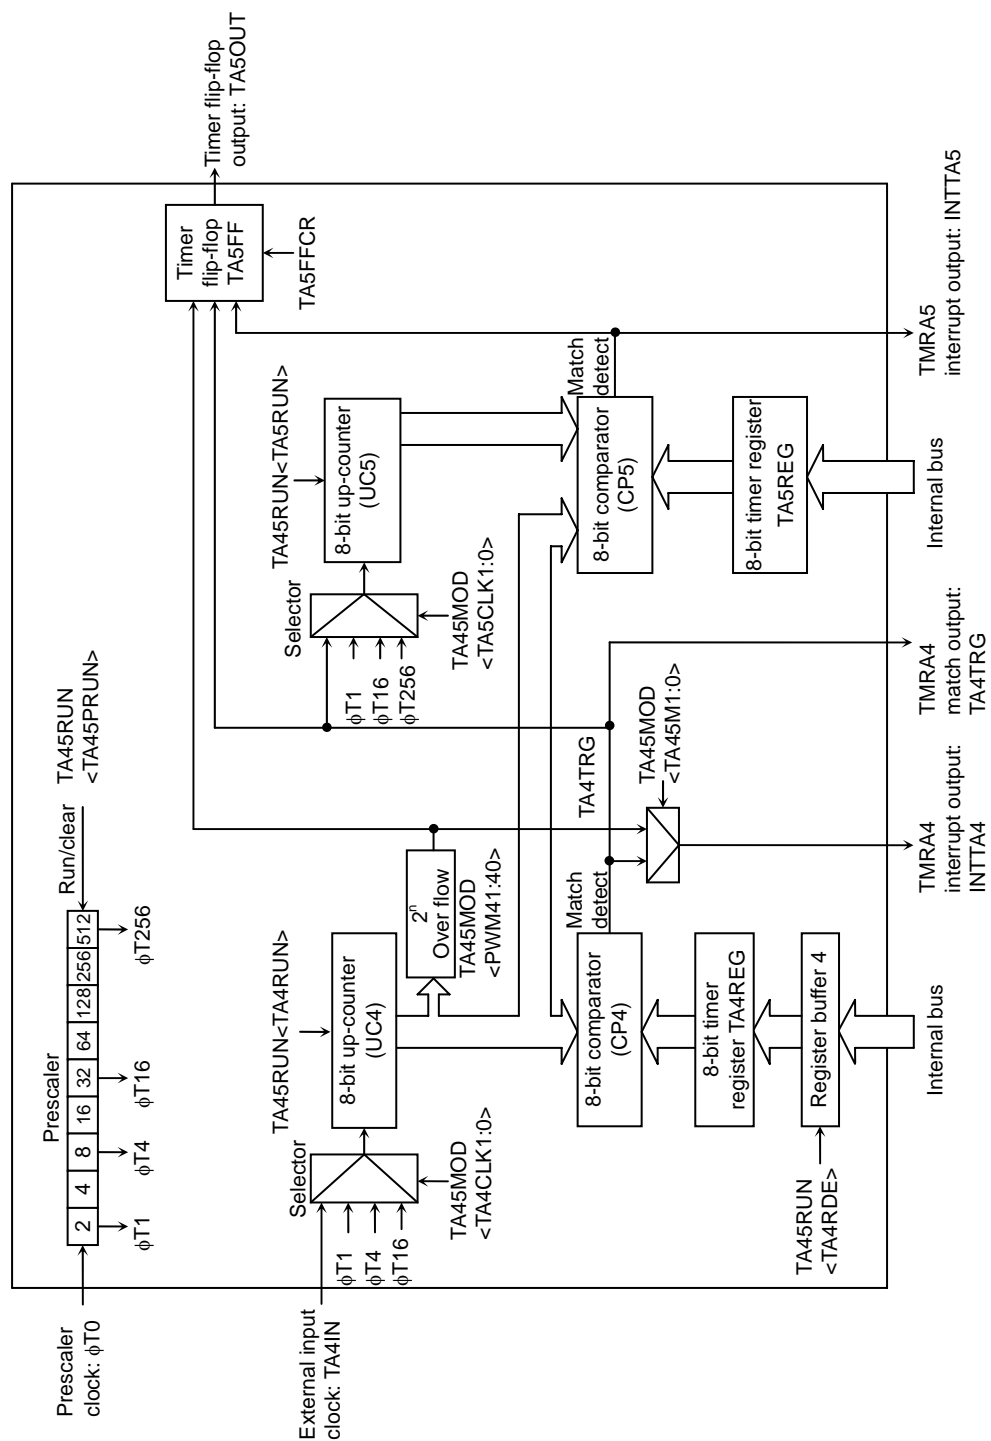 Prescaler
clock: ϕT0
Prescaler
2 4 8 16 32 64 128 256 512
Run/clear
TA45RUN
<TA45PRUN>
ϕT1
ϕT4
ϕT16
ϕT256
External input
clock: TA4IN
ϕT1
ϕT4
ϕT16
Selector
TA45MOD
<TA4CLK1:0>
TA45RUN<TA4RUN>
8-bit up-counter
(UC4)
2ⁿ
Over flow
TA45MOD
<PWM41:40>
Selector
ϕT1
ϕT16
ϕT256
TA45MOD
<TA5CLK1:0>
TA45RUN<TA5RUN>
8-bit up-counter
(UC5)
Timer
flip-flop
TA5FF
TA5FFCR
Timer flip-flop
output: TA5OUT
8-bit comparator
(CP4)
Match
detect
TA4TRG
8-bit comparator
(CP5)
Match
detect
8-bit timer
register TA4REG
TA45MOD
<TA45M1:0>
8-bit timer register
TA5REG
TA45RUN
<TA4RDE>
Register buffer 4
Internal bus
TMRA4
interrupt output:
INTTA4
TMRA4
match output:
TA4TRG
Internal bus
TMRA5
interrupt output: INTTA5